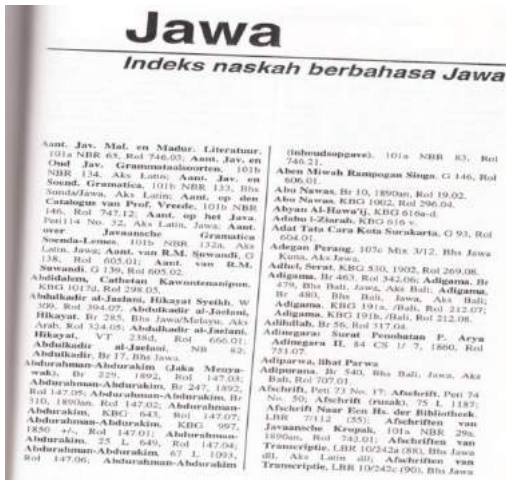 Jawa
Indeks naskah berbahasa Jawa
Aant. Jav. Mal. en Madur. Literatuur.
101a NBR 65, Rol 746.03; Aant. Jav, en
Oud Jav. Grammataalsoorten, 101b
NBR 134, Aks Latin; Aant. Jav. en
Soend. Gramatica, 101b NBR 133, Bhs
Sunda/Jawa, Aks Latin; Aant. op den
Catalogus van Prof. Vreede, 101b NBR
146, Rol 747.12; Aant. op het Java.
Peti114 No. 32, Aks Latin, Jawa; Aant.
over Javaansche Gramatica
Soenda-Lemes, 101b NBR 132a, Aks
Latin, Jawa; Aant. van R.M. Suwandi, G
138, Rol 605.01; Aant. van R.M.
Suwandi, G 139, Rol 605.02.
Abdidalem, Cathetan Kawontenanipun,
KBG 1017d, Rol 298.05.
Abdulkadir al-Jaelani, Hikayat Syeikh, W
309, Rol 394.07; Abdulkadir al-Jaelani,
Hikayat, Br 285, Bhs Jawa/Melayu, Aks
Arab, Rol 324.05; Abdulkadir al-Jaelani,
Hikayat, VT 238d, Rol 666.01;
Abdulkadir al-Jaelani, NB 62;
Abdulkadir, Br 17, Bhs Jawa.
Abdurahman-Abdurakim (Jaka Menya-
wak), Br 229, 1892, Rol 147.03;
Abdurahman-Abdurakim, Br 247, 1892,
Rol 147.05; Abdurahman-Abdurakim, Br
310, 1890an, Rol 147.02; Abdurahman-
Abdurakim, KBG 643, Rol 147.07;
Abdurahman-Abdurakim, KBG 997,
1850 +/-, Rol 147.01; Abdurahman-
Abdurakim, 25 L 649, Rol 147.04;
Abdurahman-Abdurakim, 67 L 1093,
Rol 147.06; Abdurahman-Abdurakim
(inhoudsopgave), 101a NBR 83, Rol
746.21.
Aben Miwah Rampogan Singa, G 146, Rol
606.01.
Abu Nawas, Br 10, 1890an, Rol 19.02.
Abu Nawas, KBG 1002, Rol 296.04.
Abyan Al-Hawa'ij, KBG 616a-d.
Adabu i-Ziarah, KBG 616 v.
Adat Tata Cara Kota Surakarta, G 93, Rol
604.01.
Adegan Perang, 107c Mix 3/12, Bhs Jawa
Kuna, Aks Jawa.
Adhel, Serat, KBG 530, 1902, Rol 269.08.
Adigama, Br 463, Rol 342.06; Adigama, Br
479, Bhs Bali, Jawa, Aks Bali; Adigama,
Br 480, Bhs Bali, Jawa, Aks Bali;
Adigama, KBG 191a, /Bali, Rol 212.07;
Adigama, KBG 191b, /Bali, Rol 212.08.
Adihdlah, Br 56, Rol 317.04.
Adinegara: Surat Penobatan P. Arya
Adinegara II, 84 CS 1/ 7, 1860, Rol
751.07.
Adiparwa, lihat Parwa
Adipurana, Br 540, Bhs Bali, Jawa, Aks
Bali, Rol 707.01
Afschrift, Peti 73 No. 17; Afschrift, Peti 74
No. 50; Afschrift (rusak), 75 L 1187;
Afschrift Naar Een Hs. der Bibliotheek,
LBR 7/112 (35); Afschriften van
Javaansche Kropak, 101a NBR 29a,
1890an, Rol 743.01; Afschriften van
Transcriptie, LBR 10/242a (88), Bhs Jawa
dll, Aks Latin dll; Afschriften van
Transcriptie, LBR 10/242c (90), Bhs Jawa